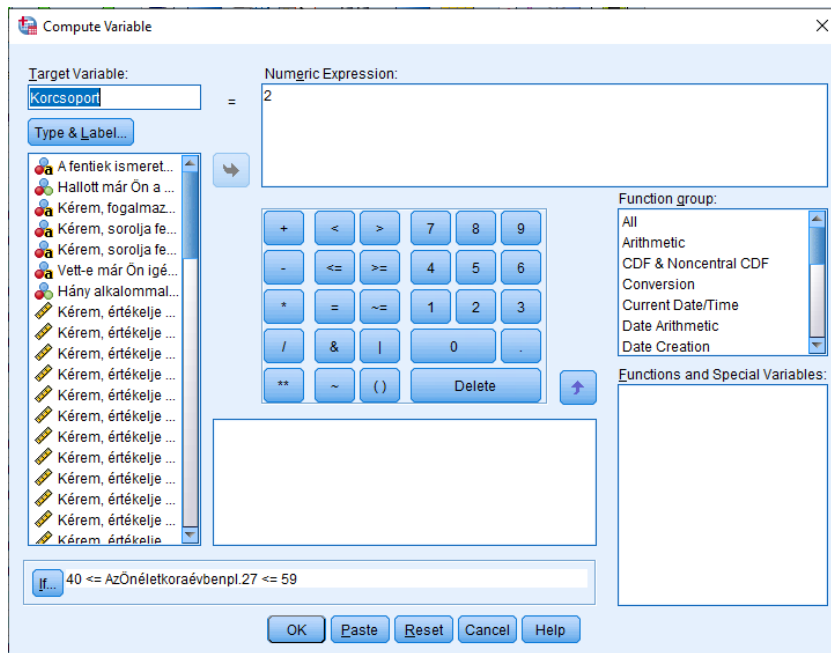 Compute Variable
Target Variable:
Korcsoport
=
Numeric Expression:
2
Type & Label...
A fentiek ismeret...
Hallott már Ön a ...
Kérem, fogalmaz...
Kérem, sorolja fe...
Kérem, sorolja fe...
Vett-e már Ön igé...
Hány alkalommal...
Kérem, értékelje ...
Kérem, értékelje ...
Kérem, értékelje ...
Kérem, értékelje ...
Kérem, értékelje ...
Kérem, értékelje ...
Kérem, értékelje ...
Kérem, értékelje ...
Kérem, értékelje ...
Kérem, értékelje ...
Kérem, értékelje ...
Kérem, értékelje ...
+ < > 7 8 9
- <= >= 4 5 6
* = ~= 1 2 3
/ & | 0 .
** ~ ( ) Delete
Function group:
All
Arithmetic
CDF & Noncentral CDF
Conversion
Current Date/Time
Date Arithmetic
Date Creation
Functions and Special Variables:
If... 40 <= AzÖnéletkoraévbenpl.27 <= 59
OK Paste Reset Cancel Help